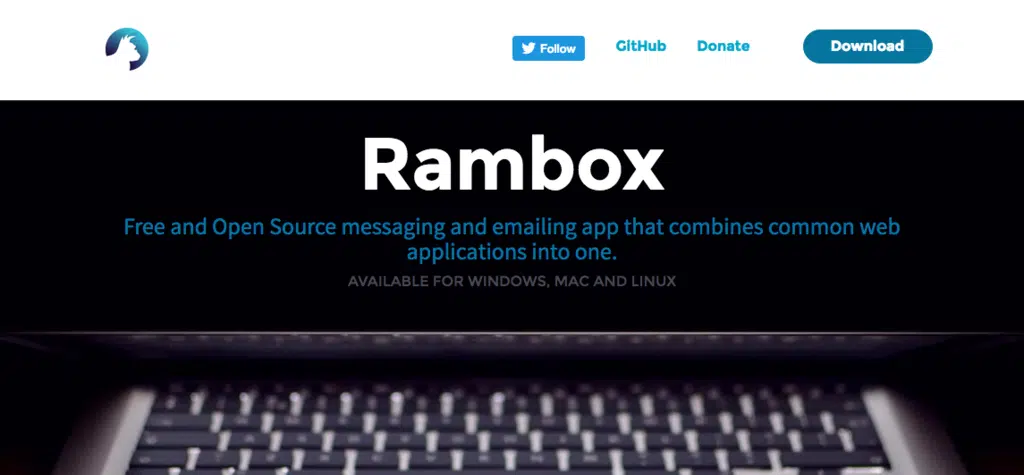 Follow
GitHub
Donate
Download
Rambox
Free and Open Source messaging and emailing app that combines common web
applications into one.
AVAILABLE FOR WINDOWS, MAC AND LINUX